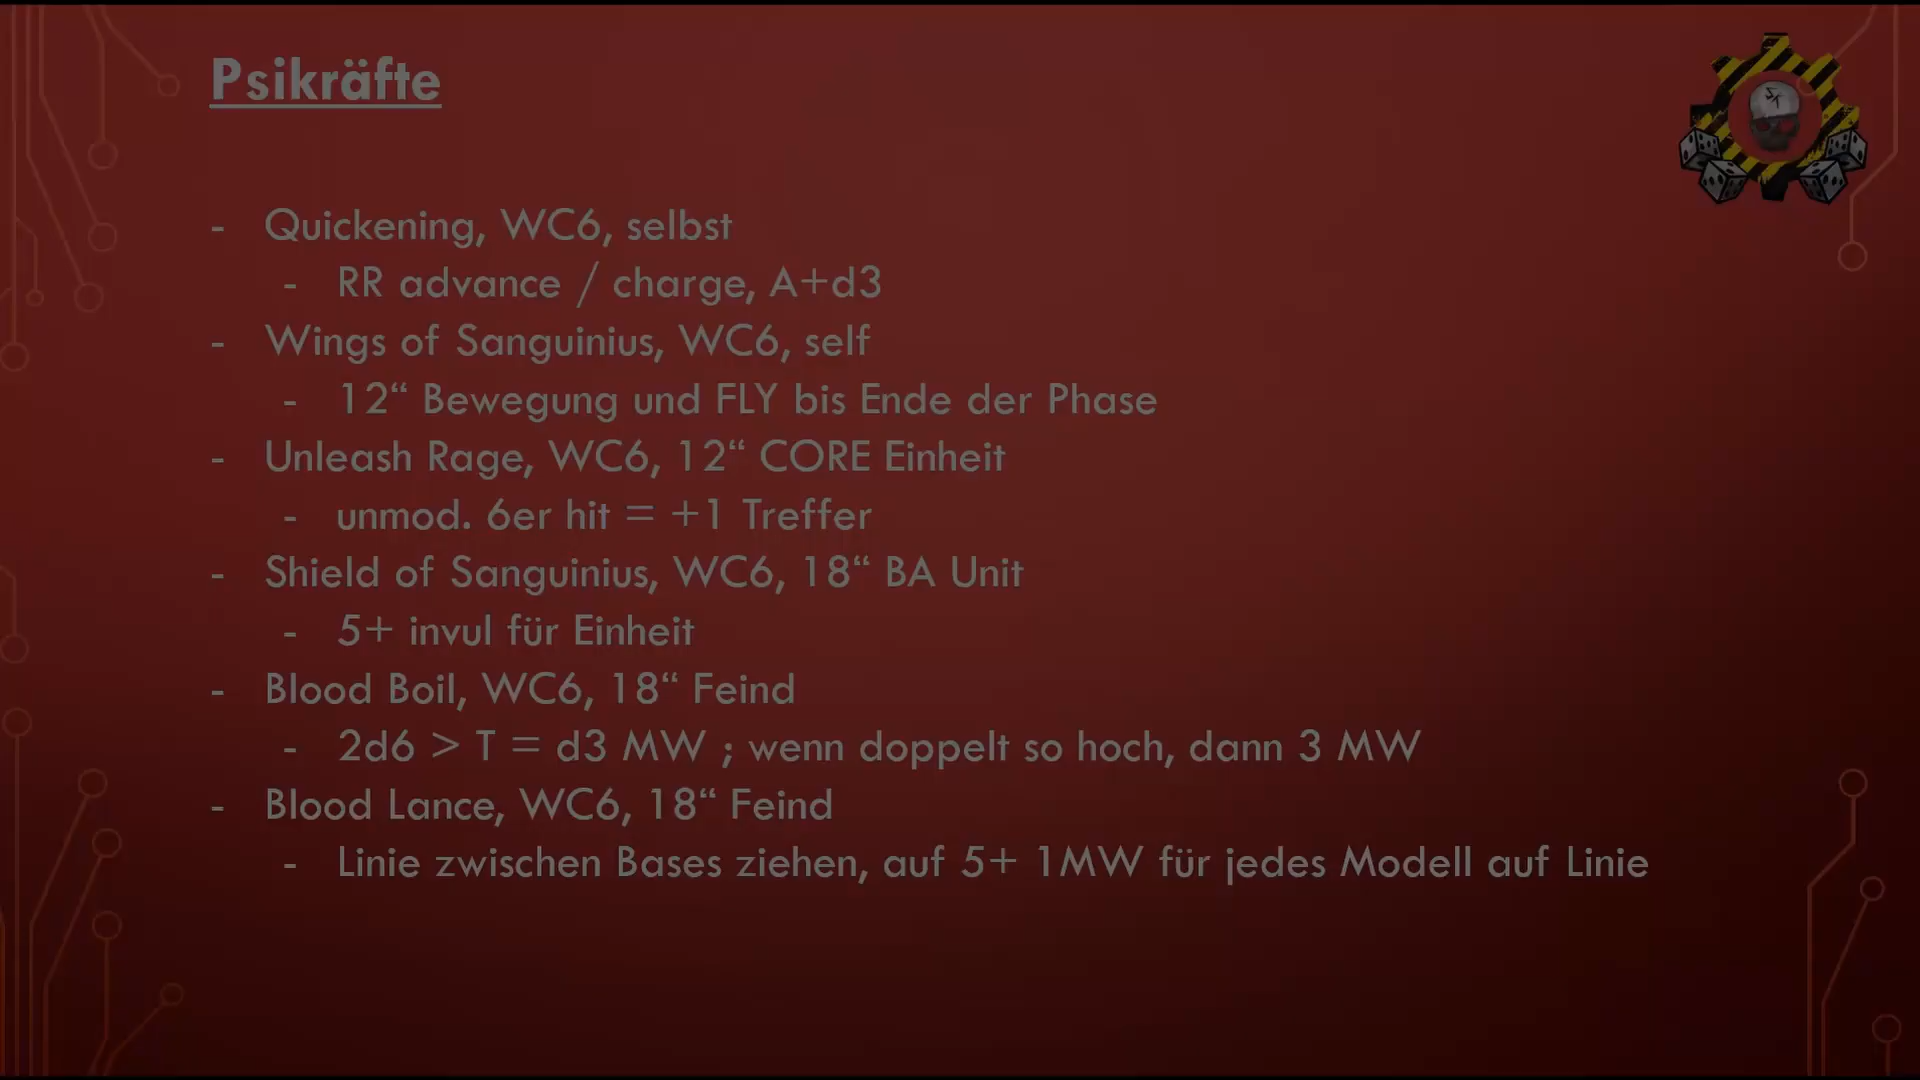 Psikräfte
- Quickening, WC6, selbst
- RR advance / charge, A+d3
- Wings of Sanguinius, WC6, self
- 12“ Bewegung und FLY bis Ende der Phase
- Unleash Rage, WC6, 12“ CORE Einheit
- unmod. 6er hit = +1 Treffer
- Shield of Sanguinius, WC6, 18“ BA Unit
- 5+ invul für Einheit
- Blood Boil, WC6, 18“ Feind
- 2d6 > T = d3 MW ; wenn doppelt so hoch, dann 3 MW
- Blood Lance, WC6, 18“ Feind
- Linie zwischen Bases ziehen, auf 5+ 1MW für jedes Modell auf Linie